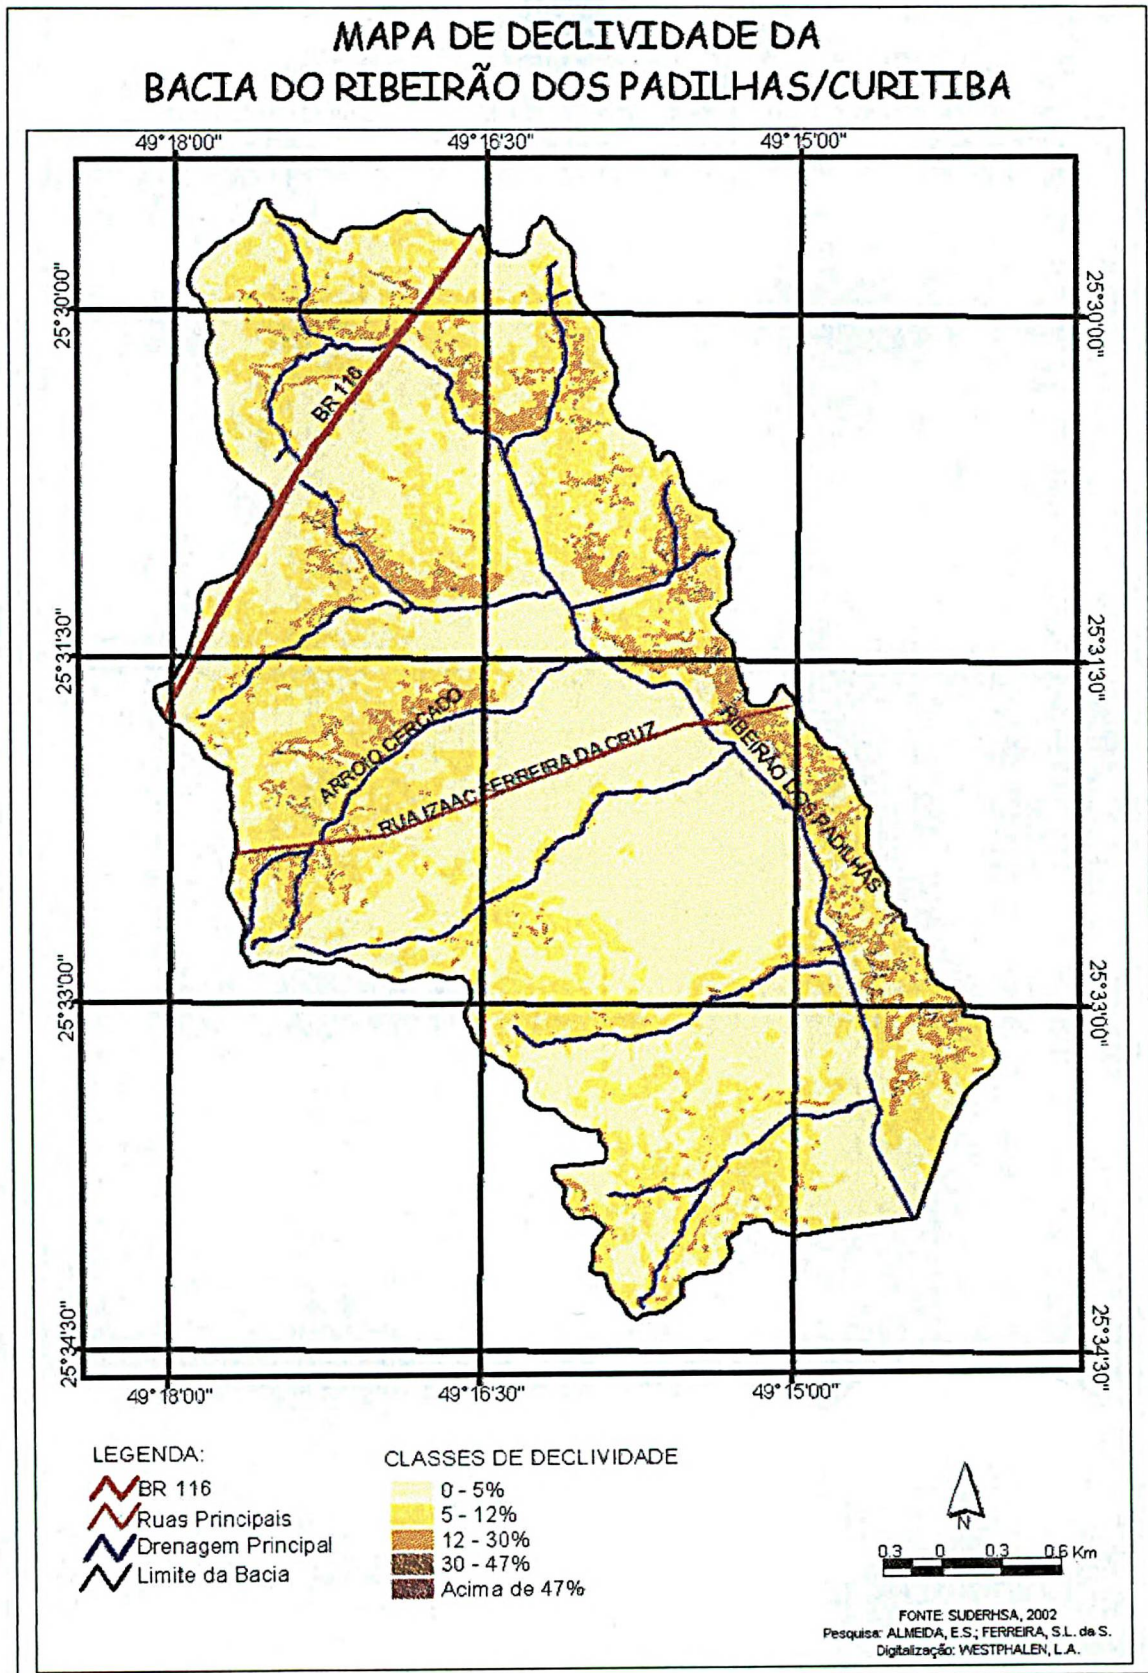 MAPA DE DECLIVIDADE DA
BACIA DO RIBEIRÃO DOS PADILHAS/CURITIBA
49°18'00"
49°16'30"
49°15'00"
25°30'00"
25°30'00"
BR 116
25°31'30"
25°31'30"
ARROIO CERCADO
RIBEIRÃO DOS PADILHAS
RUA IZAAC FERREIRA DA CRUZ
25°33'00"
25°33'00"
25°34'30"
25°34'30"
49°18'00"
49°16'30"
49°15'00"
LEGENDA:
BR 116
Ruas Principais
Drenagem Principal
Limite da Bacia
CLASSES DE DECLIVIDADE
0 - 5%
5 - 12%
12 - 30%
30 - 47%
Acima de 47%
N
0.3 0 0.3 0.6 Km
FONTE: SUDERHSA, 2002
Pesquisa: ALMEIDA, E.S.; FERREIRA, S.L. da S.
Digitalização: WESTPHALEN, L.A.